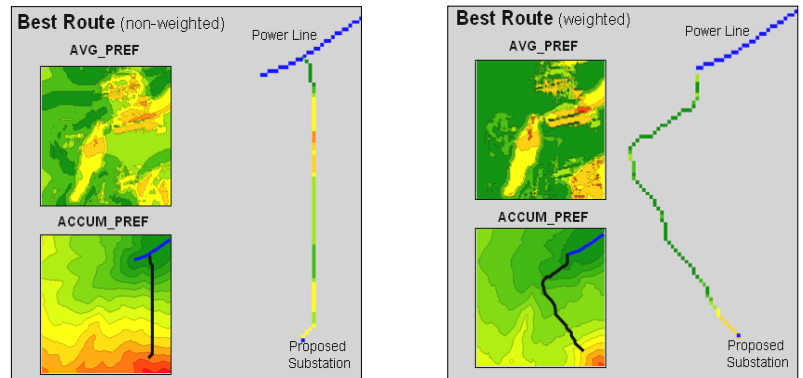 Best Route (non-weighted)
Power Line
AVG_PREF
ACCUM_PREF
Proposed
Substation
Best Route (weighted)
Power Line
AVG_PREF
ACCUM_PREF
Proposed
Substation